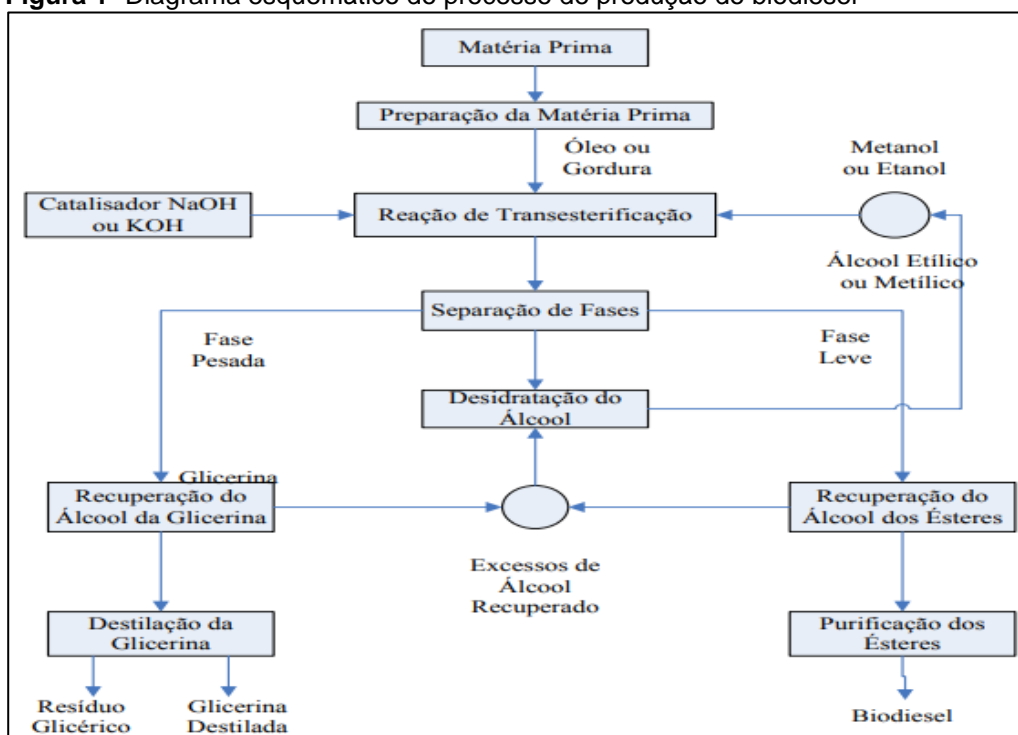 Figura 1- Diagrama esquemático do processo de produção de biodiesel
Matéria Prima
Preparação da Matéria Prima
Óleo ou
Gordura
Metanol
ou Etanol
Catalisador NaOH
ou KOH
Reação de Transesterificação
Álcool Etílico
ou Metílico
Separação de Fases
Fase
Pesada
Fase
Leve
Desidratação do
Álcool
Glicerina
Recuperação do
Álcool da Glicerina
Recuperação do
Álcool dos Ésteres
Excessos de
Álcool
Recuperado
Destilação da
Glicerina
Purificação dos
Ésteres
Resíduo
Glicérico
Glicerina
Destilada
Biodiesel